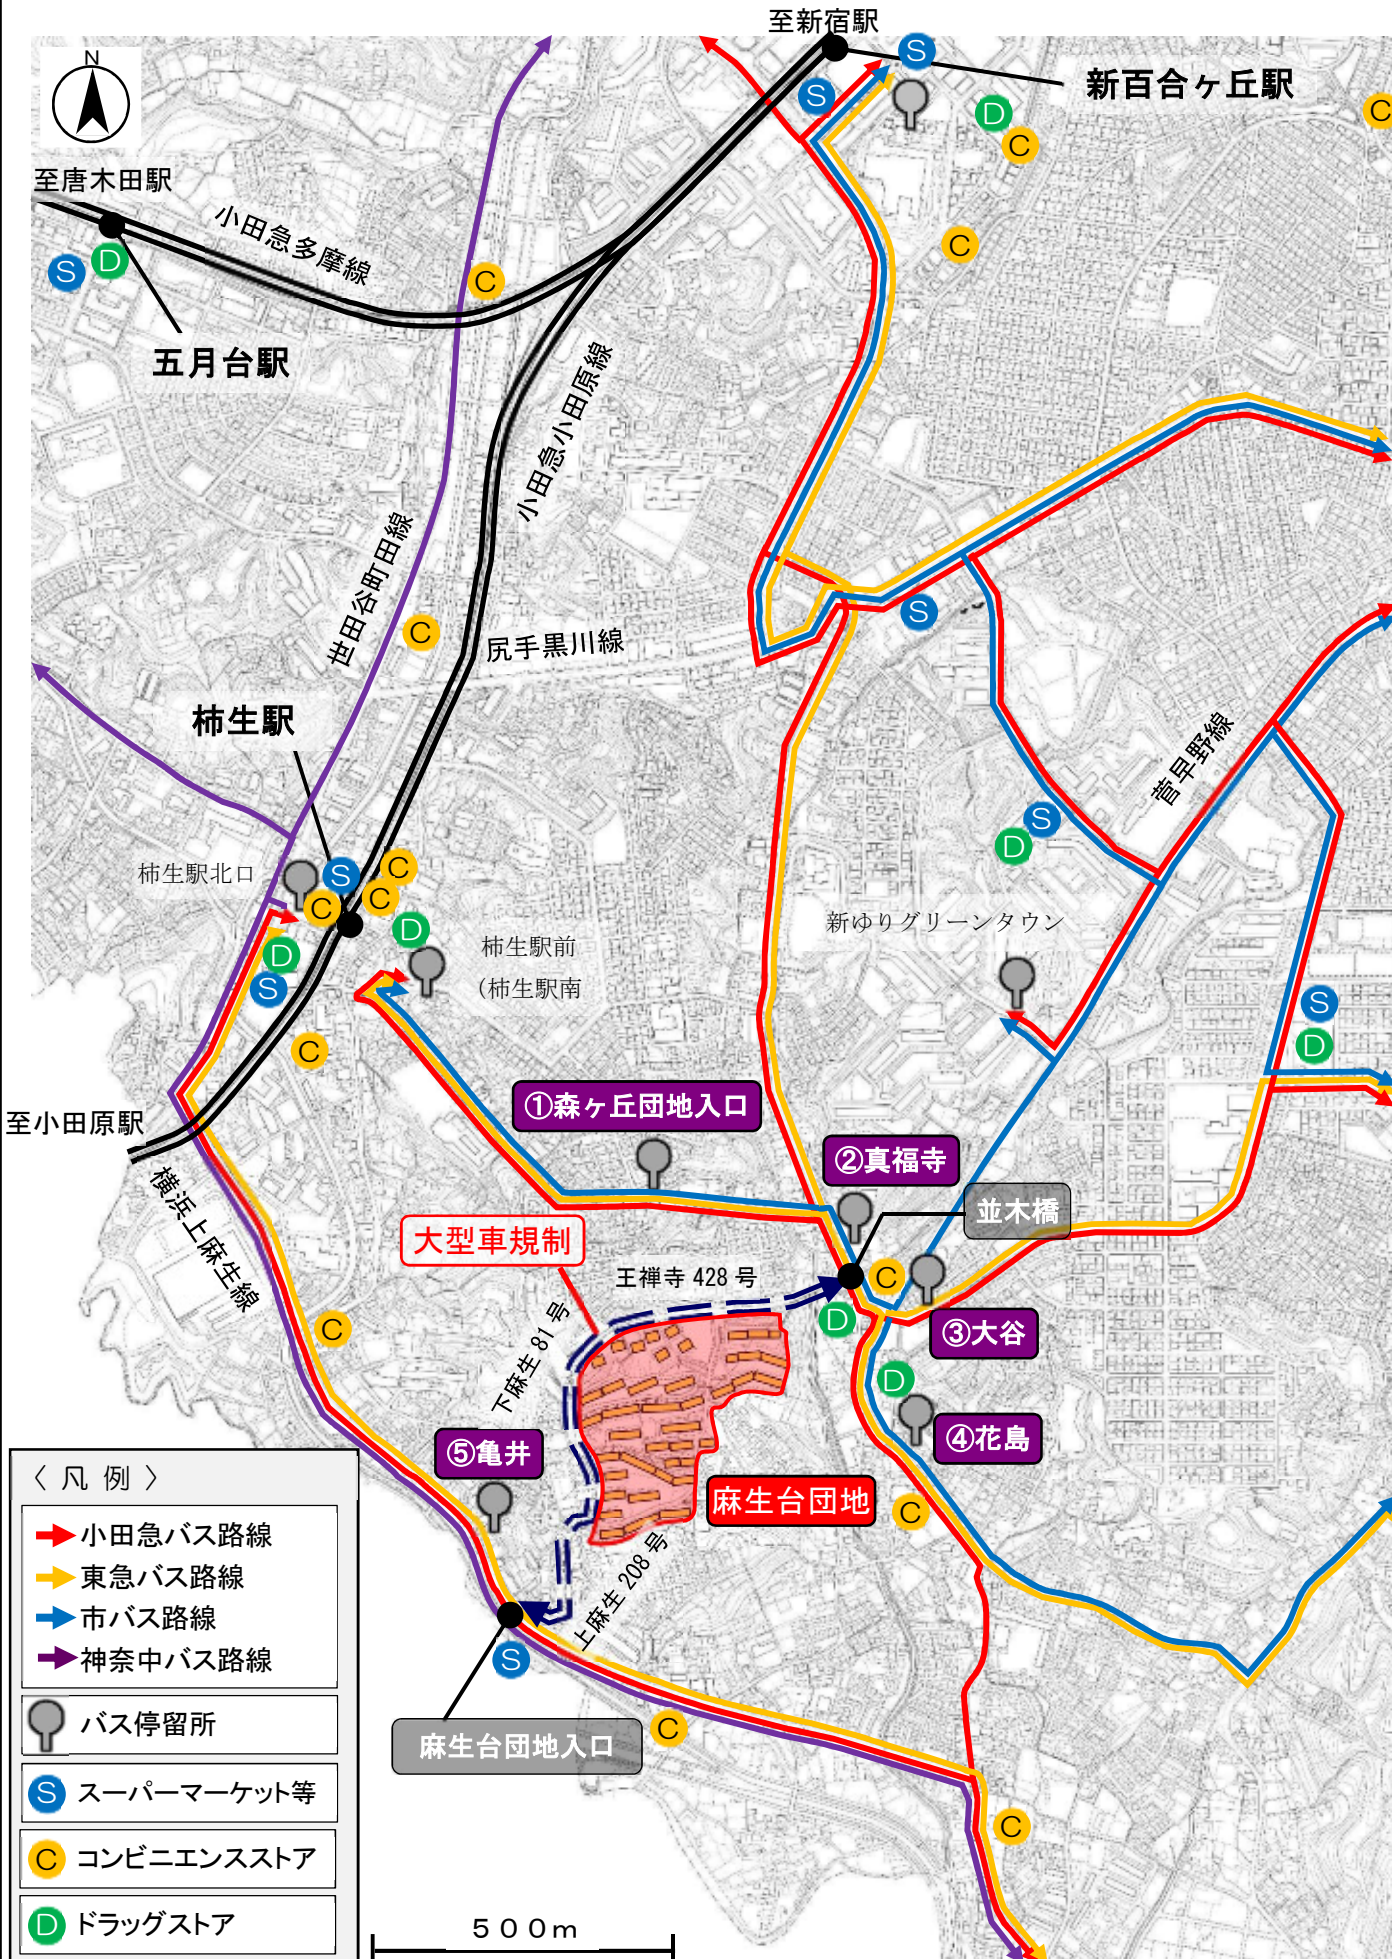 至新宿駅
N
S
新百合ヶ丘駅
S
D
C
C
至唐木田駅
小田急多摩線
C
S
D
C
五月台駅
小田急小田原線
世田谷町田線
C
S
尻手黒川線
柿生駅
菅早野線
S
D
柿生駅北口
S
C
C
C
D
新ゆりグリーンタウン
柿生駅前
(柿生駅南
D
S
S
D
C
①森ヶ丘団地入口
至小田原駅
②真福寺
横浜上麻生線
並木橋
大型車規制
王禅寺 428 号
C
D
③大谷
C
下麻生 81 号
D
④花島
⑤亀井
麻生台団地
C
上麻生 208 号
S
C
麻生台団地入口
C
〈 凡 例 〉
小田急バス路線
東急バス路線
市バス路線
神奈中バス路線
バス停留所
S スーパーマーケット等
C コンビニエンスストア
D ドラッグストア
５００ｍ